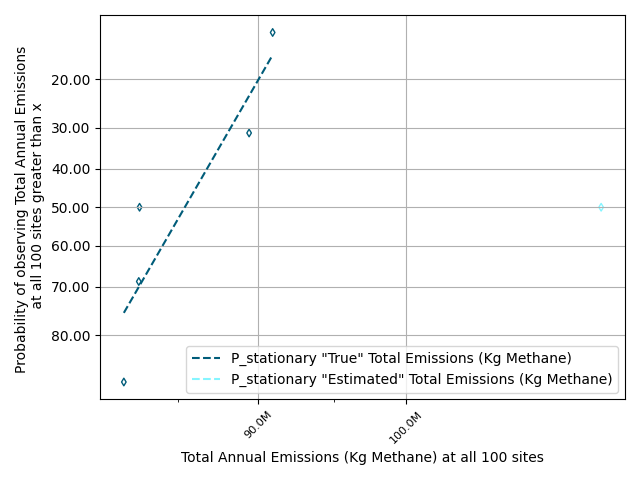 Probability of observing Total Annual Emissions
at all 100 sites greater than x
20.00
30.00
40.00
50.00
60.00
70.00
80.00
P_stationary "True" Total Emissions (Kg Methane)
P_stationary "Estimated" Total Emissions (Kg Methane)
90.0M
100.0M
Total Annual Emissions (Kg Methane) at all 100 sites